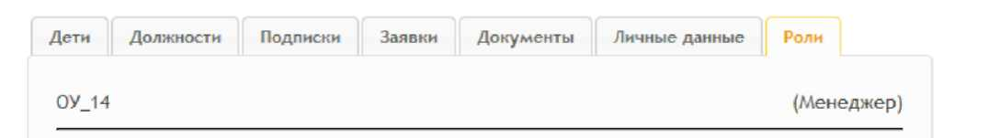 Дети Должности Подписки Заявки Документы Личные данные Роли
ОУ_14 (Менеджер)